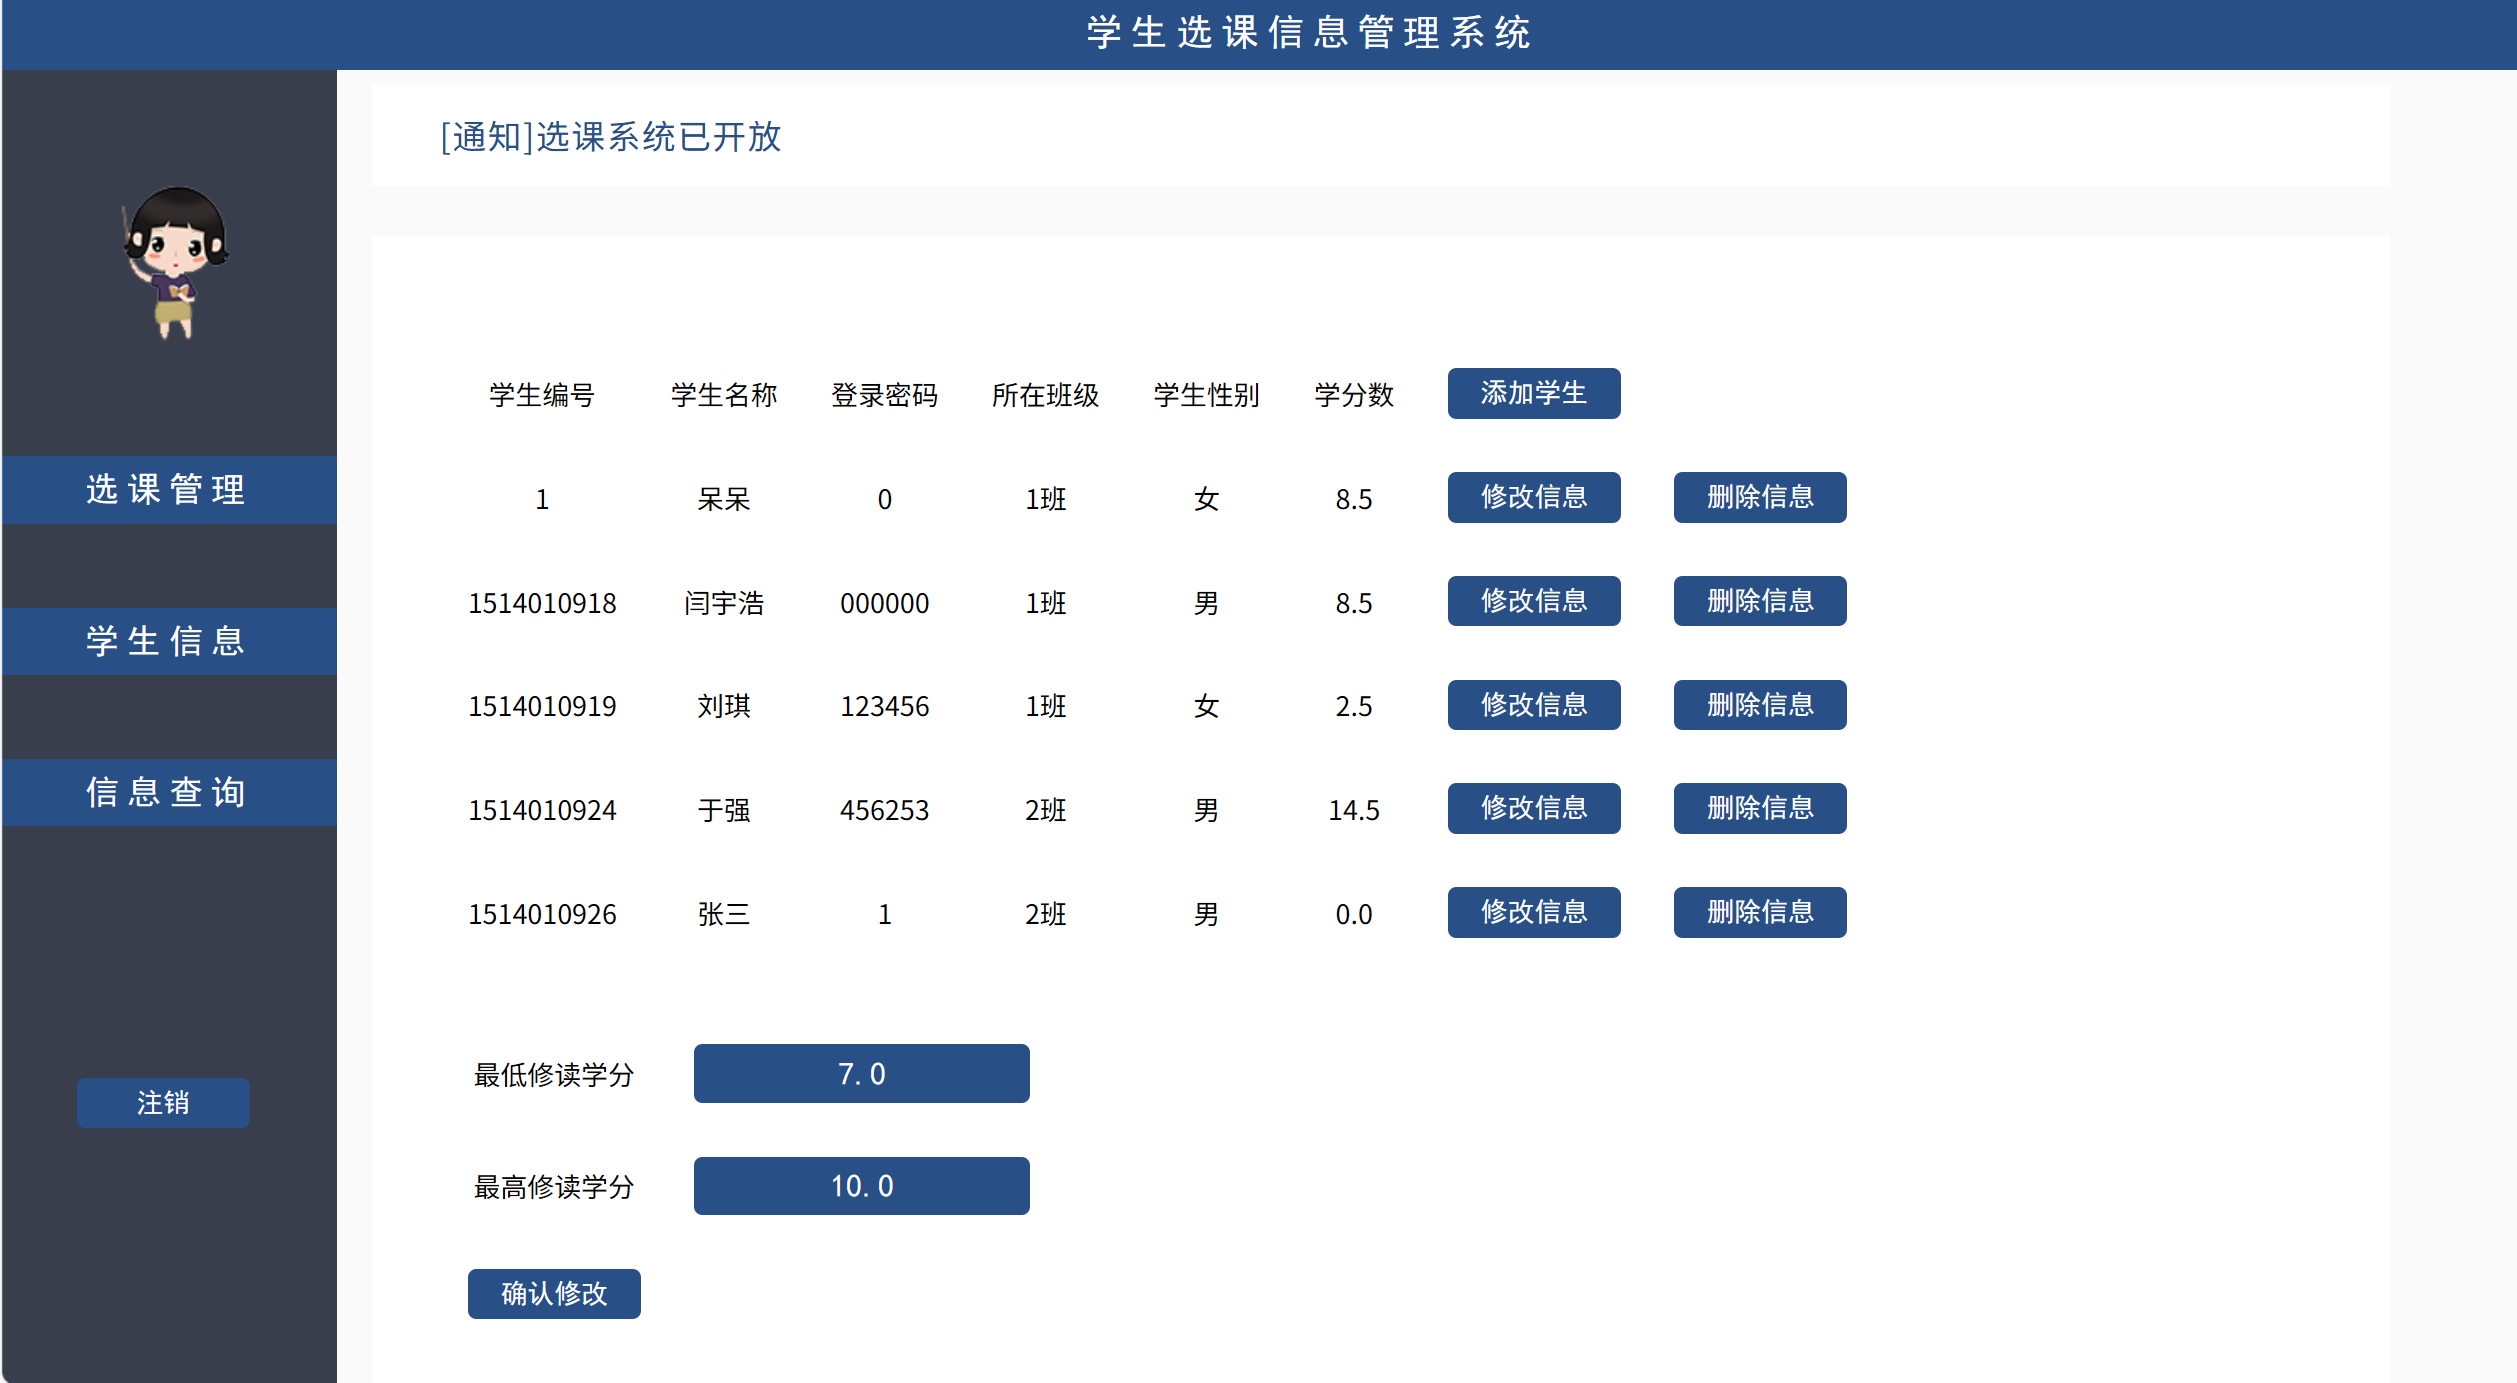 学生选课信息管理系统
[通知]选课系统已开放
选课管理
学生信息
信息查询
注销
学生编号 学生名称 登录密码 所在班级 学生性别 学分数 添加学生
1 呆呆 0 1班 女 8.5 修改信息 删除信息
1514010918 闫宇浩 000000 1班 男 8.5 修改信息 删除信息
1514010919 刘琪 123456 1班 女 2.5 修改信息 删除信息
1514010924 于强 456253 2班 男 14.5 修改信息 删除信息
1514010926 张三 1 2班 男 0.0 修改信息 删除信息
最低修读学分 7.0
最高修读学分 10.0
确认修改